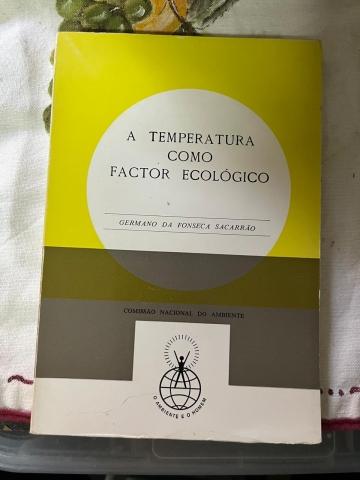 A TEMPERATURA
COMO
FACTOR ECOLÓGICO
GERMANO DA FONSECA SACARRÃO
COMISSÃO NACIONAL DO AMBIENTE
O AMBIENTE E O HOMEM